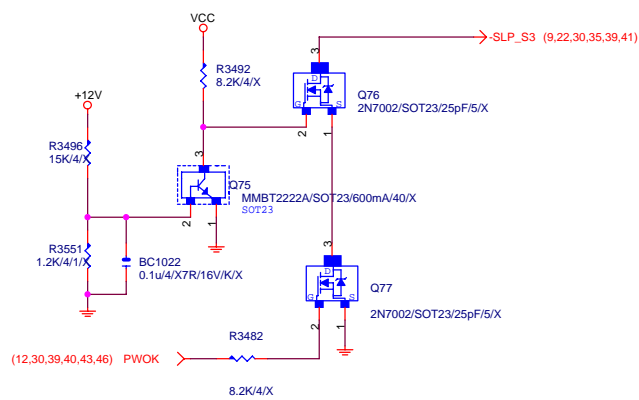 VCC
3
-SLP_S3 (9,22,30,35,39,41)
R3492
8.2K/4/X
D
G
S
Q76
2N7002/SOT23/25pF/5/X
+12V
2
1
R3496
15K/4/X
3
Q75
MMBT2222A/SOT23/600mA/40/X
SOT23
2
1
3
R3551
1.2K/4/1/X
BC1022
0.1u/4/X7R/16V/K/X
D
G
S
Q77
2N7002/SOT23/25pF/5/X
2
1
R3482
(12,30,39,40,43,46) PWOK
8.2K/4/X